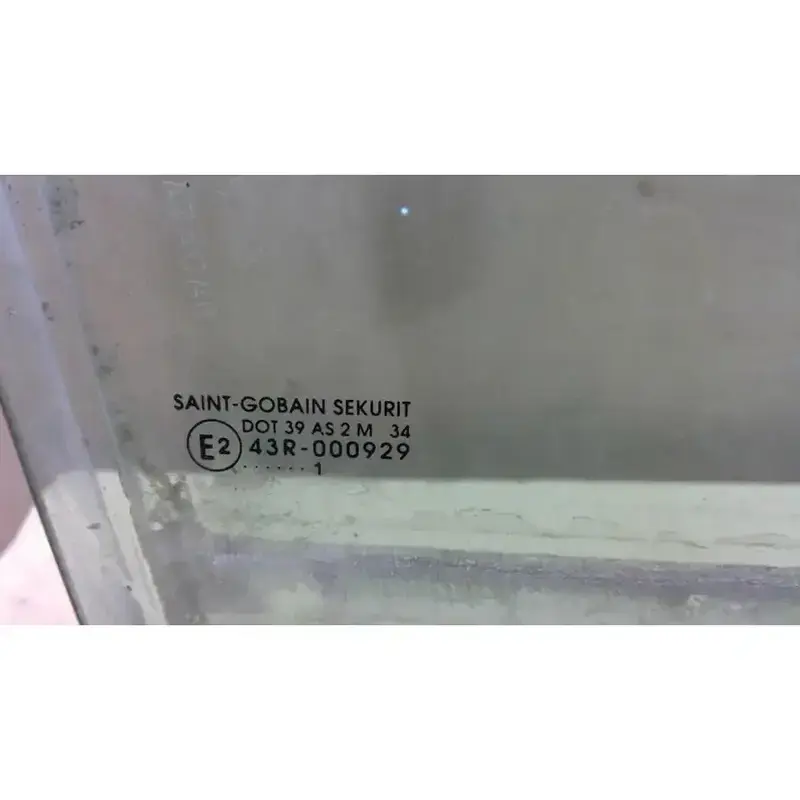 SAINT-GOBAIN SEKURIT
DOT 39 AS 2 M 34
E2 43R-000929
...... 1